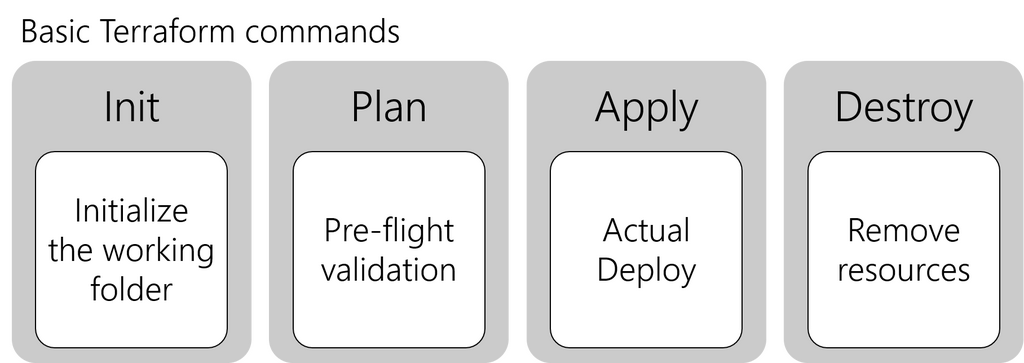 Basic Terraform commands
Init
Initialize
the working
folder
Plan
Pre-flight
validation
Apply
Actual
Deploy
Destroy
Remove
resources